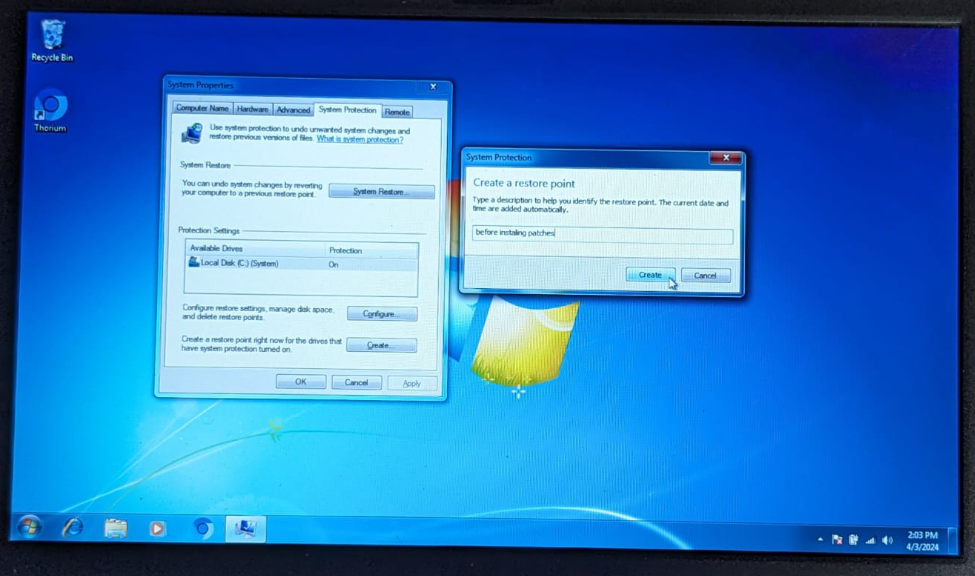 Recycle Bin
Thorium
System Properties
Computer Name Hardware Advanced System Protection Remote
Use system protection to undo unwanted system changes and
restore previous versions of files. What is system protection?
System Restore
You can undo system changes by reverting
your computer to a previous restore point.
System Restore...
Protection Settings
Available Drives Protection
Local Disk (C:) (System) On
Configure restore settings, manage disk space,
and delete restore points.
Configure...
Create a restore point right now for the drives that
have system protection turned on.
Create...
OK Cancel Apply
System Protection
Create a restore point
Type a description to help you identify the restore point. The current date and
time are added automatically.
before instaling patches
Create Cancel
2:03 PM
4/3/2024